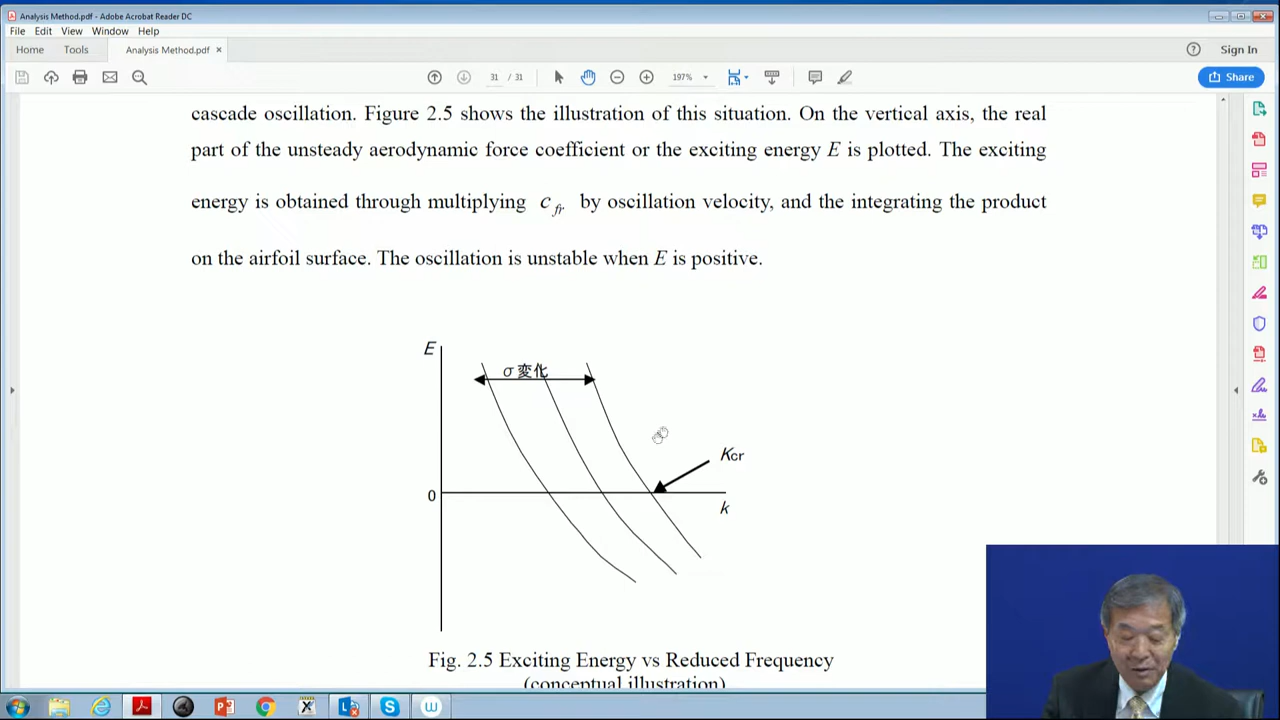 Analysis Method.pdf - Adobe Acrobat Reader DC
File Edit View Window Help
Home Tools Analysis Method.pdf × Sign In
31 / 31 197% Share
cascade oscillation. Figure 2.5 shows the illustration of this situation. On the vertical axis, the real
part of the unsteady aerodynamic force coefficient or the exciting energy E is plotted. The exciting
energy is obtained through multiplying c fr by oscillation velocity, and the integrating the product
on the airfoil surface. The oscillation is unstable when E is positive.
E
σ 変化
Kcr
0
k
Fig. 2.5 Exciting Energy vs Reduced Frequency
(conceptual illustration)